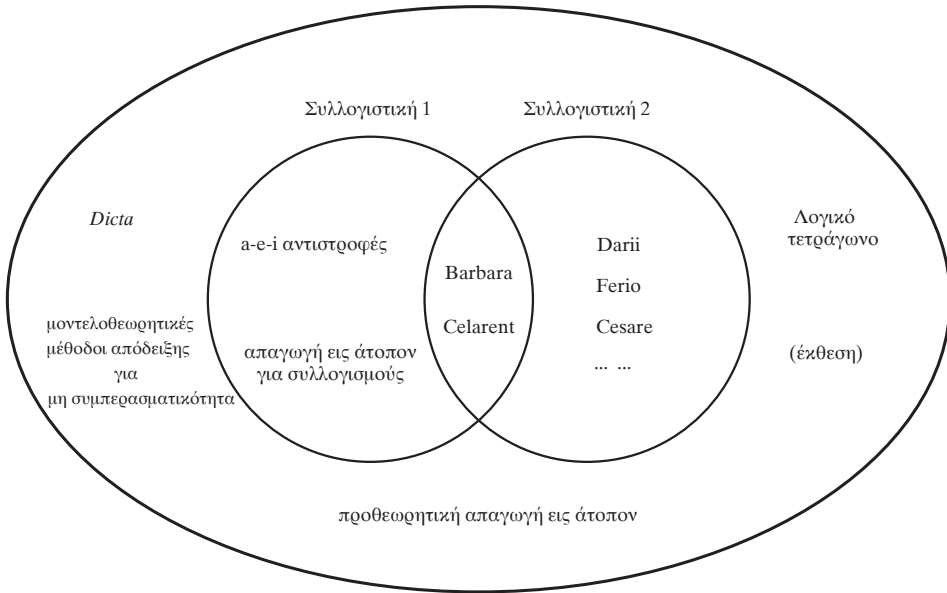 Συλλογιστική 1
Συλλογιστική 2
Dicta
Λογικό
τετράγωνο
a-e-i αντιστροφές
Barbara
Celarent
Darii
Ferio
Cesare
... ...
μοντελοθεωρητικές
μέθοδοι απόδειξης
για
μη συμπερασματικότητα
απαγωγή εις άτοπον
για συλλογισμούς
(έκθεση)
προθεωρητική απαγωγή εις άτοπον